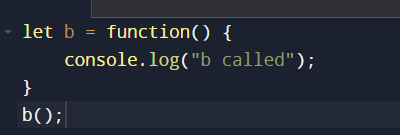 let b = function() {
    console.log("b called");
}
b();